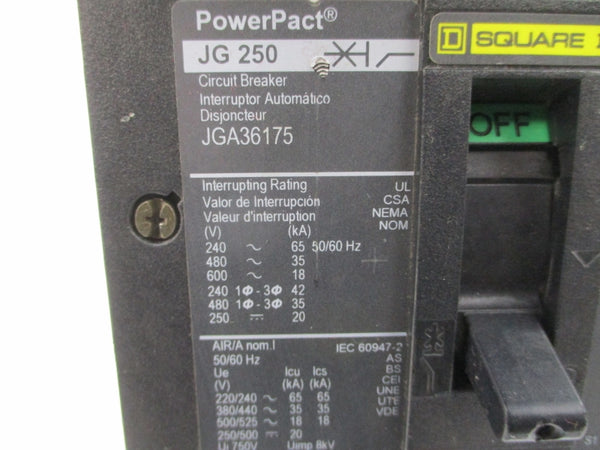 PowerPact®
JG 250
Circuit Breaker
Interruptor Automático
Disjoncteur
JGA36175
Interrupting Rating UL
Valor de Interrupción CSA
Valeur d'interruption NEMA
(V) (kA) NOM
240 ~ 65 50/60 Hz
480 ~ 35
600 ~ 18
240 1Φ - 3Φ 42
480 1Φ - 3Φ 35
250 ⎓ 20
AIR/A nom.I IEC 60947-2
50/60 Hz AS
Ue Icu Ics BS
(V) (kA) (kA) CEI
220/240 ~ 65 65 UNE
380/440 ~ 35 35 UTE
500/525 ~ 18 18 VDE
250/500 ⎓ 20
Ui 750V Uimp 8kV
D SQUARE
OFF
S1